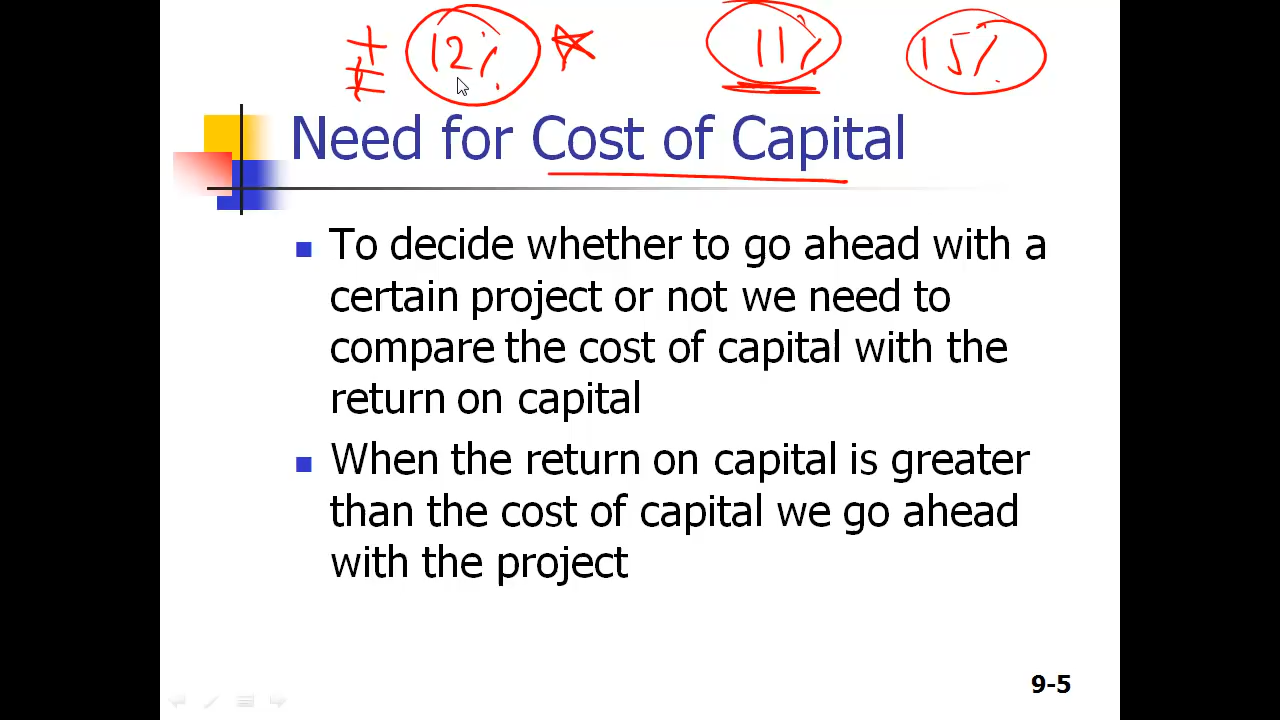 12% 11% 15%
Need for Cost of Capital
To decide whether to go ahead with a
certain project or not we need to
compare the cost of capital with the
return on capital
When the return on capital is greater
than the cost of capital we go ahead
with the project
9-5